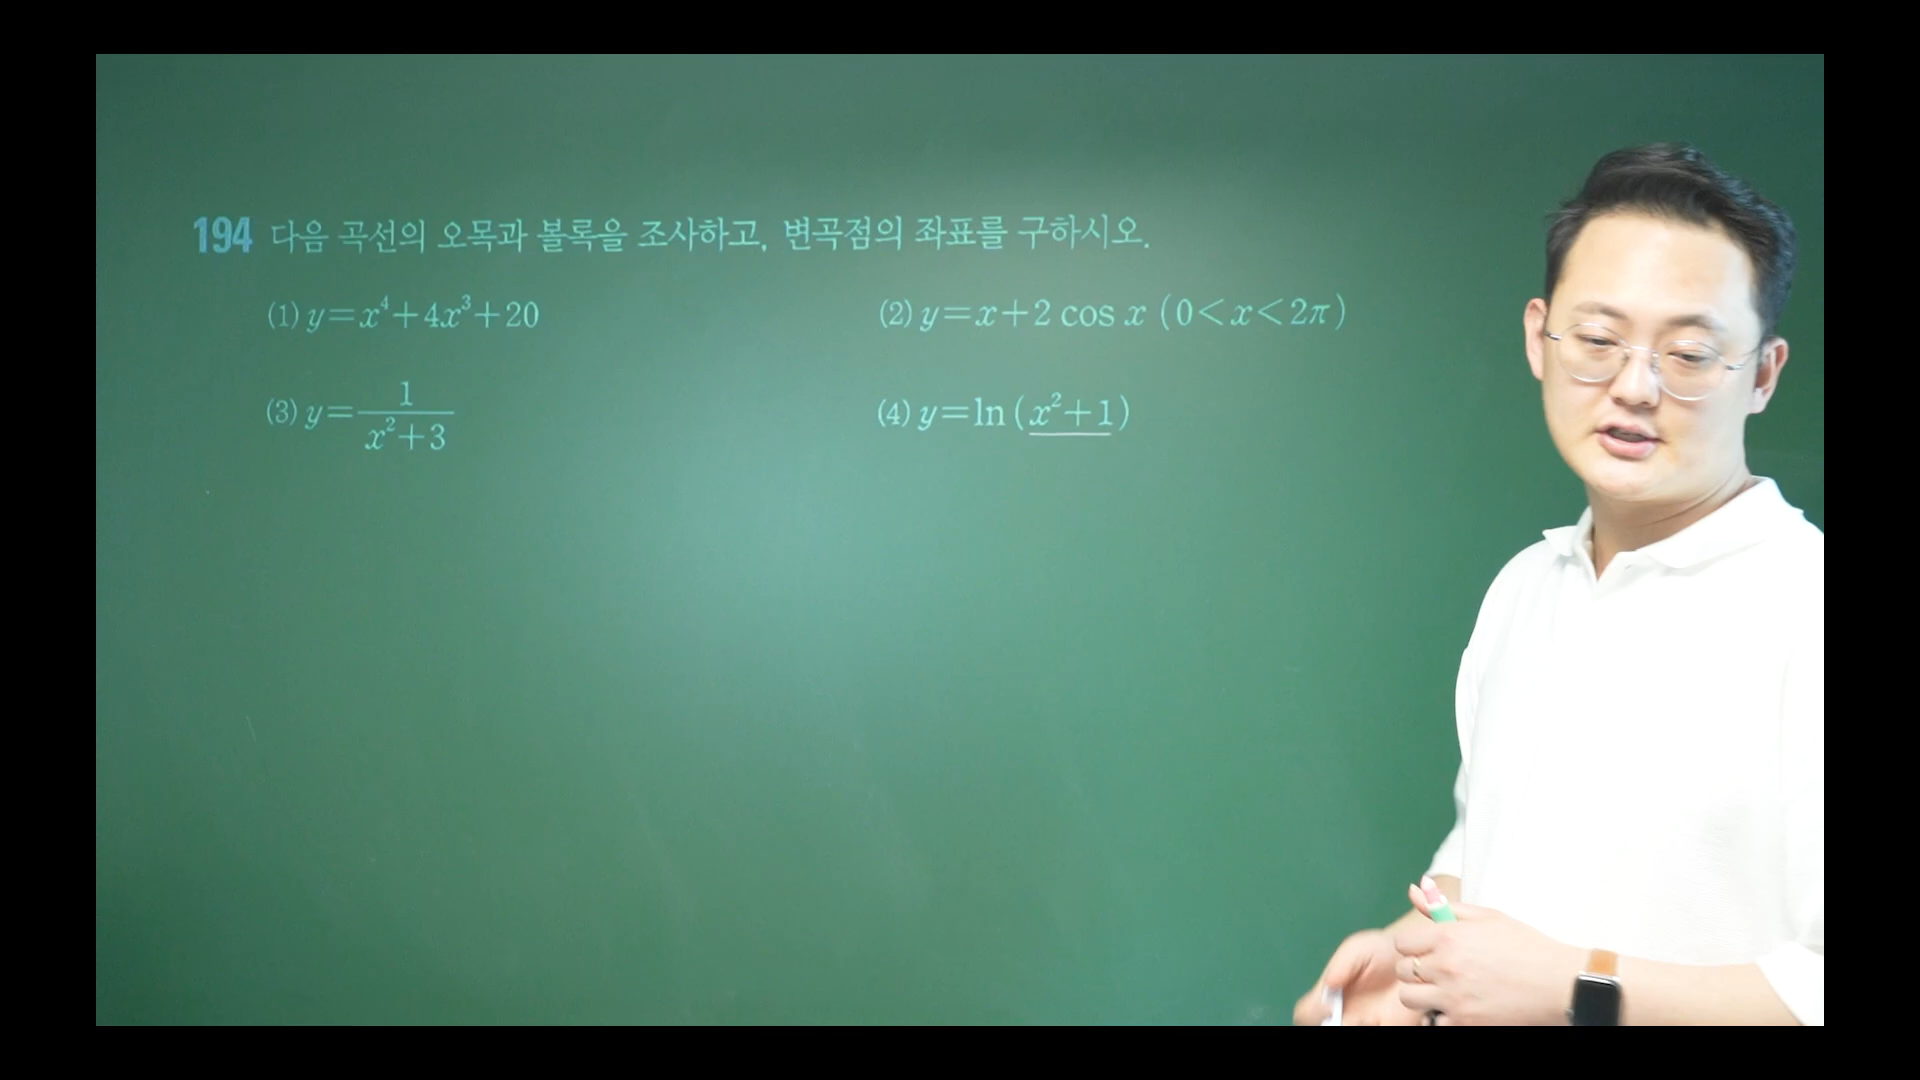 194 다음 곡선의 오목과 볼록을 조사하고, 변곡점의 좌표를 구하시오.
(1) y=x⁴+4x³+20 (2) y=x+2 cos x (0<x<2π)
(3) y=1/(x²+3) (4) y=ln (x²+1)